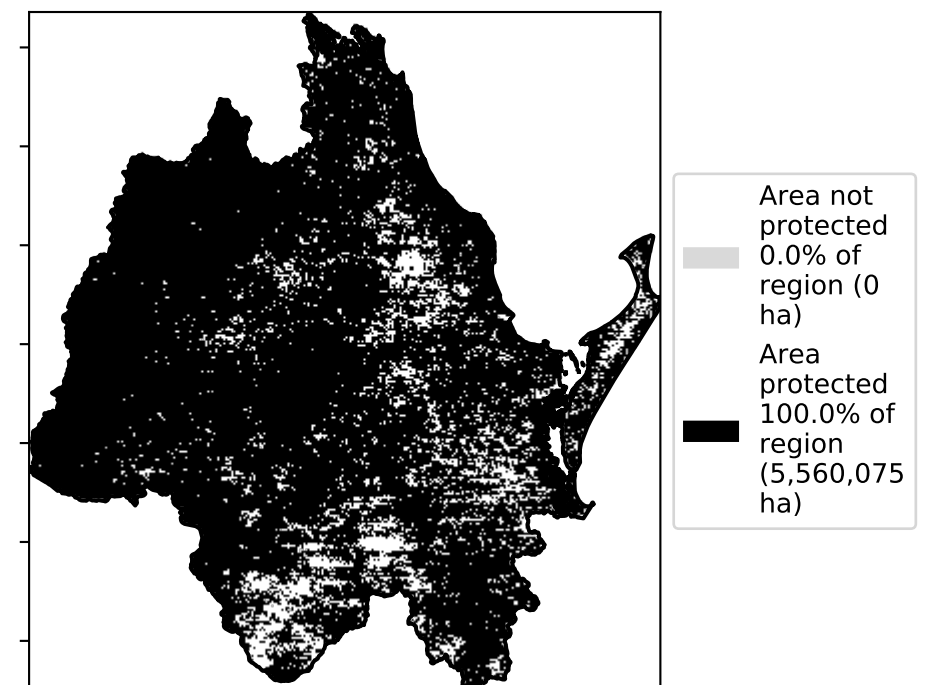 Area not
protected
0.0% of
region (0
ha)
Area
protected
100.0% of
region
(5,560,075
ha)